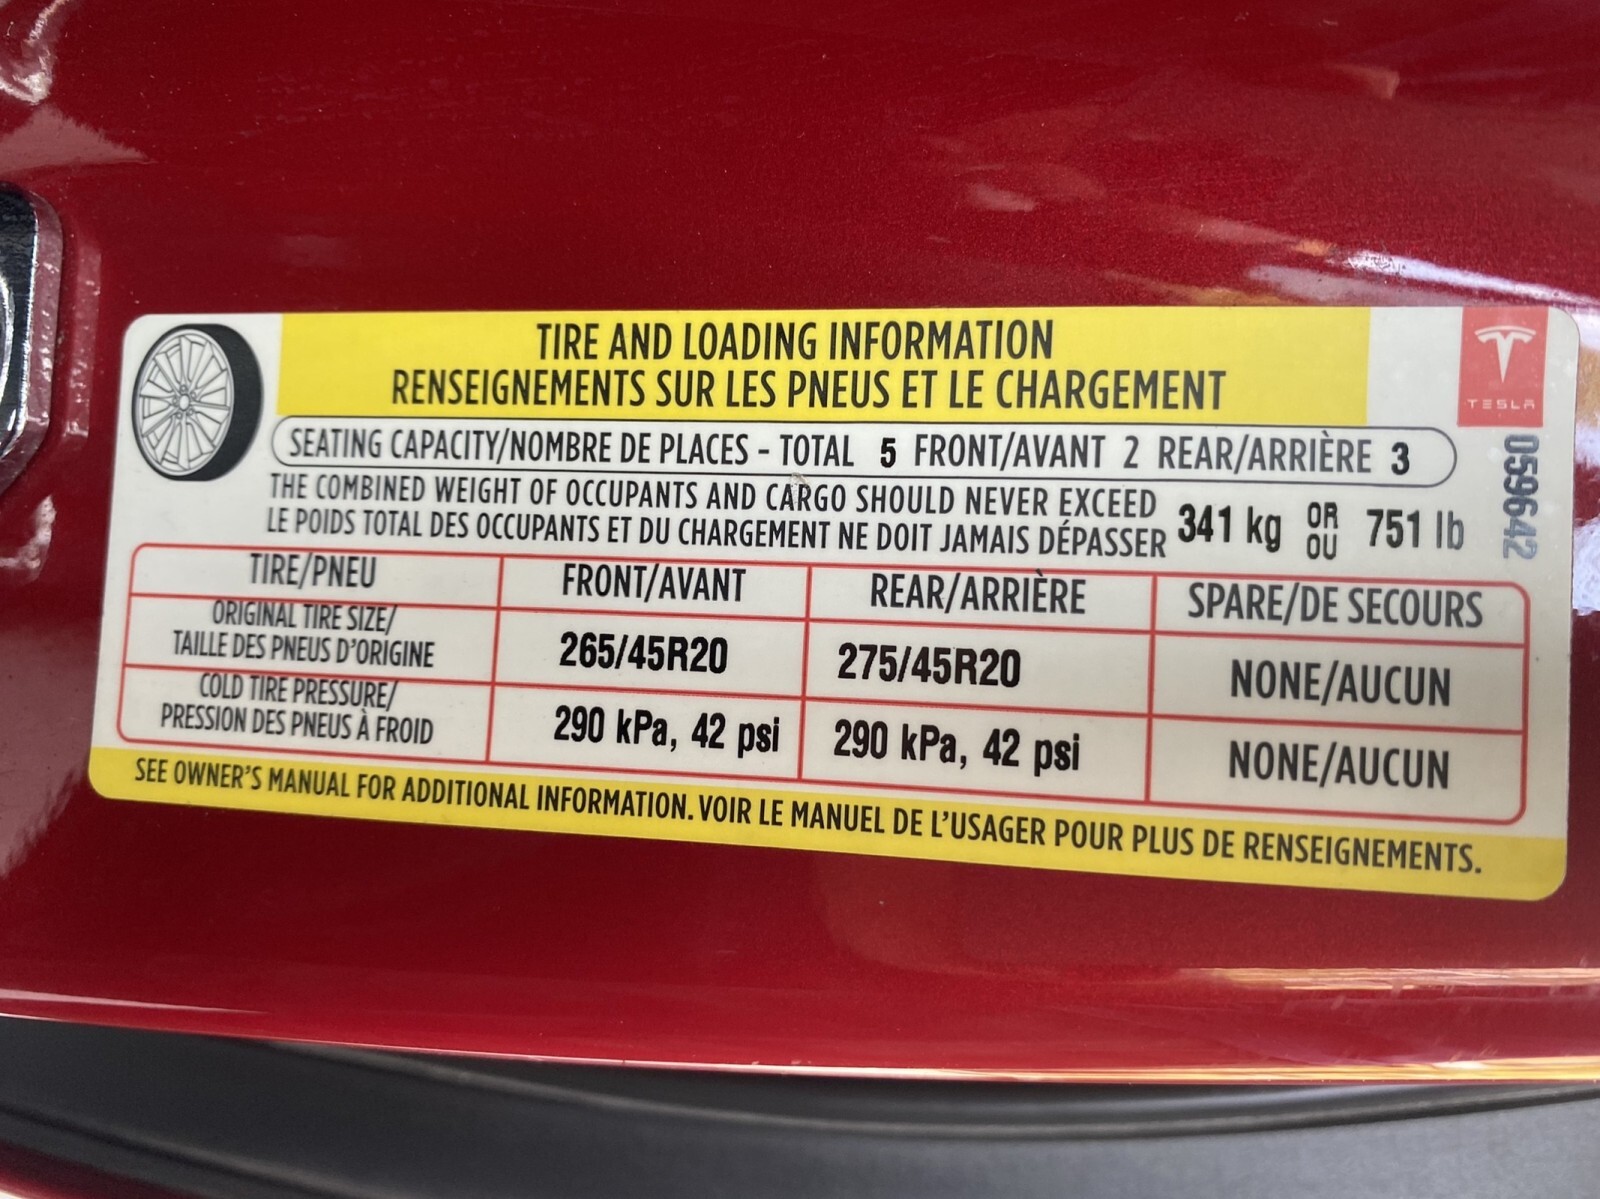 TIRE AND LOADING INFORMATION
RENSEIGNEMENTS SUR LES PNEUS ET LE CHARGEMENT
TESLA
SEATING CAPACITY/NOMBRE DE PLACES - TOTAL 5 FRONT/AVANT 2 REAR/ARRIÈRE 3
THE COMBINED WEIGHT OF OCCUPANTS AND CARGO SHOULD NEVER EXCEED
LE POIDS TOTAL DES OCCUPANTS ET DU CHARGEMENT NE DOIT JAMAIS DÉPASSER
341 kg OR OU 751 lb
059642
TIRE/PNEU FRONT/AVANT REAR/ARRIÈRE SPARE/DE SECOURS
ORIGINAL TIRE SIZE/
TAILLE DES PNEUS D'ORIGINE 265/45R20 275/45R20 NONE/AUCUN
COLD TIRE PRESSURE/
PRESSION DES PNEUS À FROID 290 kPa, 42 psi 290 kPa, 42 psi NONE/AUCUN
SEE OWNER'S MANUAL FOR ADDITIONAL INFORMATION. VOIR LE MANUEL DE L'USAGER POUR PLUS DE RENSEIGNEMENTS.